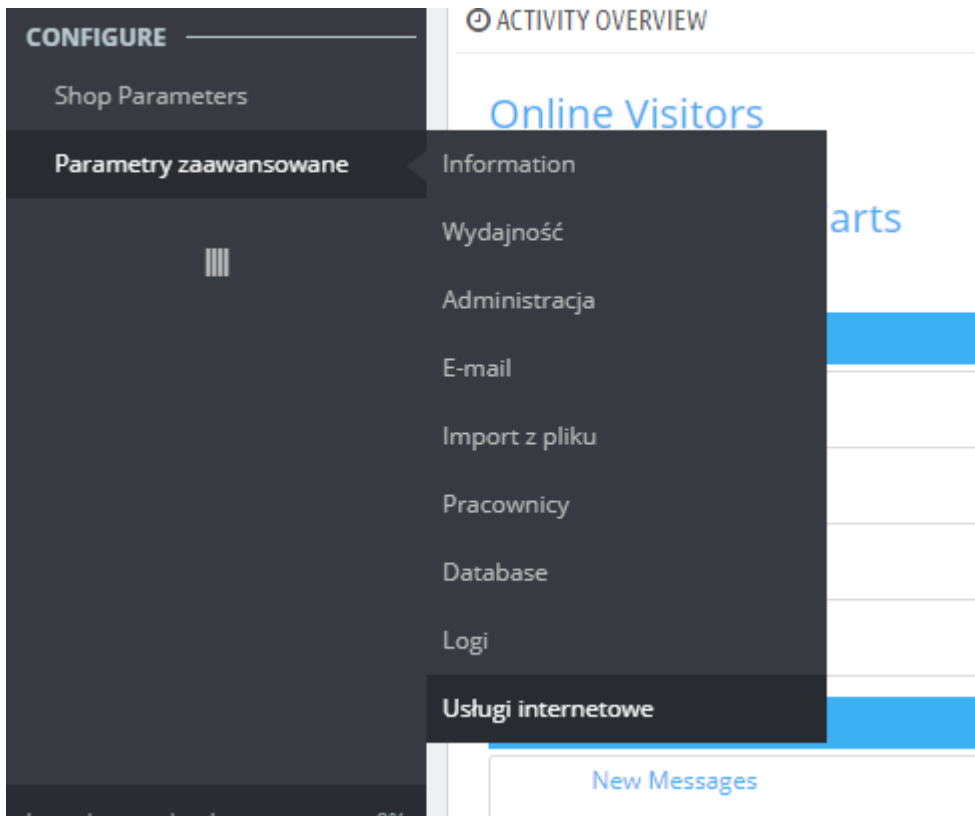 CONFIGURE
Shop Parameters
Parametry zaawansowane
Information
Wydajność
Administracja
E-mail
Import z pliku
Pracownicy
Database
Logi
Usługi internetowe
ACTIVITY OVERVIEW
Online Visitors
arts
New Messages